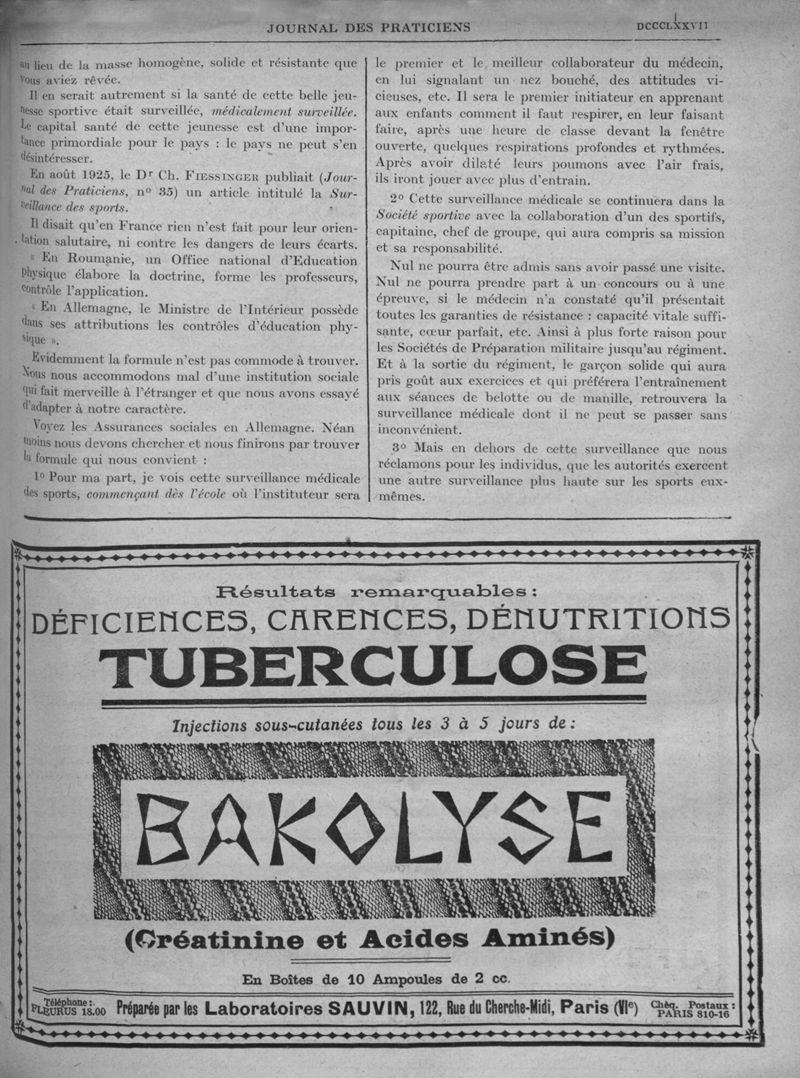 JOURNAL DES PRATICIENS
DCCCLXXVII
au lieu de la masse homogène, solide et résistante que
vous aviez rêvée.
Il en serait autrement si la santé de cette belle jeu-
nesse sportive était surveillée, médicalement surveillée.
Le capital santé de cette jeunesse est d'une impor-
tance primordiale pour le pays : le pays ne peut s'en
désintéresser.
En août 1925, le Dr Ch. FIESSINGER publiait (Jour-
nal des Praticiens, no 35) un article intitulé la Sur-
veillance des sports.
Il disait qu'en France rien n'est fait pour leur orien-
tation salutaire, ni contre les dangers de leurs écarts.
« En Roumanie, un Office national d'Education
Physique élabore la doctrine, forme les professeurs,
contrôle l'application.
« En Allemagne, le Ministre de l'Intérieur possède
dans ses attributions les contrôles d'éducation phy-
sique ».
Evidemment la formule n'est pas commode à trouver.
Nous nous accommodons mal d'une institution sociale
qui fait merveille à l'étranger et que nous avons essayé
d'adapter à notre caractère.
Voyez les Assurances sociales en Allemagne. Néan
moins nous devons chercher et nous finirons par trouver
la formule qui nous convient :
1o Pour ma part, je vois cette surveillance médicale
des sports, commençant dès l'école où l'instituteur sera
le premier et le meilleur collaborateur du médecin,
en lui signalant un nez bouché, des attitudes vi-
cieuses, etc. Il sera le premier initiateur en apprenant
aux enfants comment il faut respirer, en leur faisant
faire, après une heure de classe devant la fenêtre
ouverte, quelques respirations profondes et rythmées.
Après avoir dilaté leurs poumons avec l'air frais,
ils iront jouer avec plus d'entrain.
2o Cette surveillance médicale se continuera dans la
Société sportive avec la collaboration d'un des sportifs,
capitaine, chef de groupe, qui aura compris sa mission
et sa responsabilité.
Nul ne pourra être admis sans avoir passé une visite.
Nul ne pourra prendre part à un concours ou à une
épreuve, si le médecin n'a constaté qu'il présentait
toutes les garanties de résistance : capacité vitale suffi-
sante, cœur parfait, etc. Ainsi à plus forte raison pour
les Sociétés de Préparation militaire jusqu'au régiment.
Et à la sortie du régiment, le garçon solide qui aura
pris goût aux exercices et qui préférera l'entraînement
aux séances de belotte ou de manille, retrouvera la
surveillance médicale dont il ne peut se passer sans
inconvénient.
3o Mais en dehors de cette surveillance que nous
réclamons pour les individus, que les autorités exercent
une autre surveillance plus haute sur les sports eux-
mêmes.
Résultats remarquables :
DÉFICIENCES, CARENCES, DÉNUTRITIONS
TUBERCULOSE
Injections sous-cutanées tous les 3 à 5 jours de :
BAKOLYSE
(Créatinine et Acides Aminés)
En Boîtes de 10 Ampoules de 2 cc.
Téléphone : FLEURUS 18.00 Préparée par les Laboratoires SAUVIN, 122, Rue du Cherche-Midi, Paris (VIe) Chèq. Postaux : PARIS 810-16